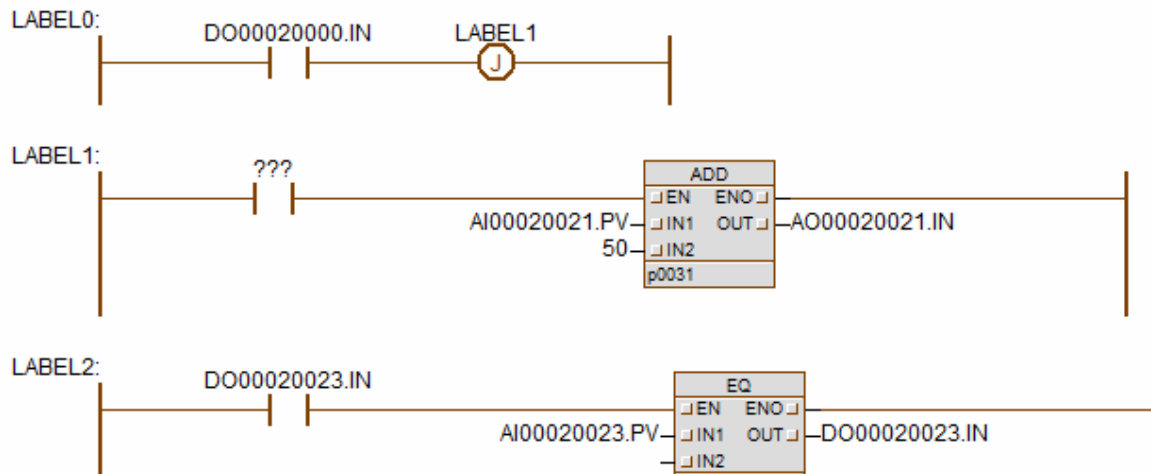 LABEL0:
DO00020000.IN
LABEL1
J
LABEL1:
???
ADD
EN ENO
AI00020021.PV IN1 OUT AO00020021.IN
50 IN2
p0031
LABEL2:
DO00020023.IN
EQ
EN ENO
AI00020023.PV IN1 OUT DO00020023.IN
IN2